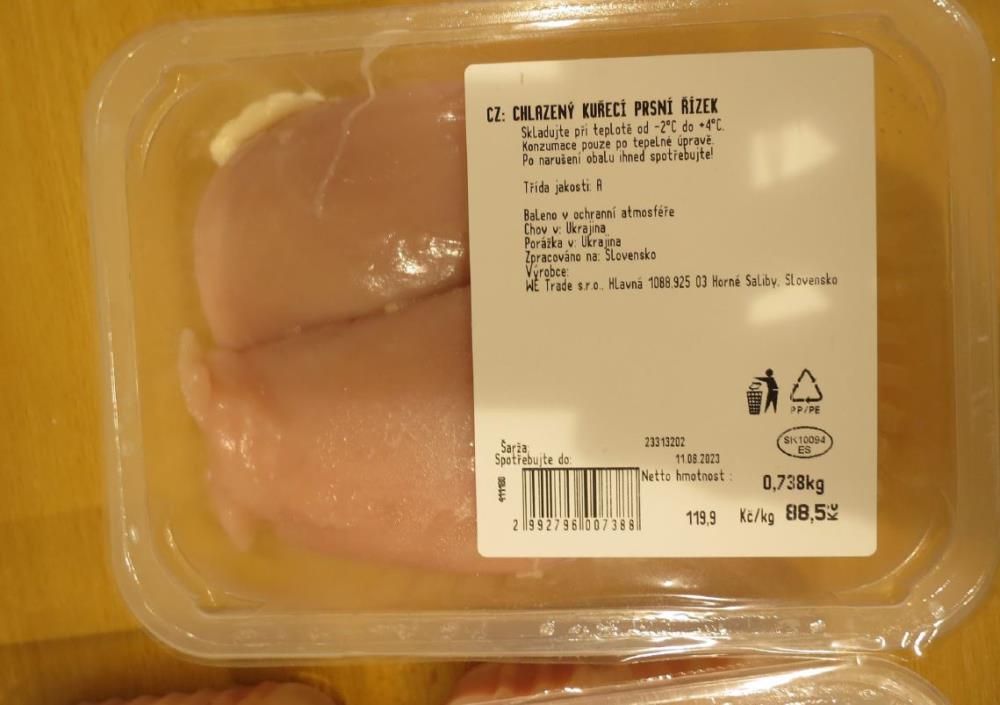 CZ: CHLAZENÝ KUŘECÍ PRSNÍ ŘÍZEK
Skladujte při teplotě od -2°C do +4°C.
Konzumace pouze po tepelné úpravě.
Po narušení obalu ihned spotřebujte!
Třída jakosti: A
Baleno v ochranní atmosféře
Chov v: Ukrajina
Porážka v: Ukrajina
Zpracováno na: Slovensko
Výrobce:
WE Trade s.r.o., Hlavná 1088,925 03 Horné Saliby, Slovensko
PP/PE
SK10094
ES
Šarža: 23313202
Spotřebujte do: 11.08.2023
Netto hmotnost : 0,738kg
2 992796 007388
119,9 Kč/kg 88,5Kč